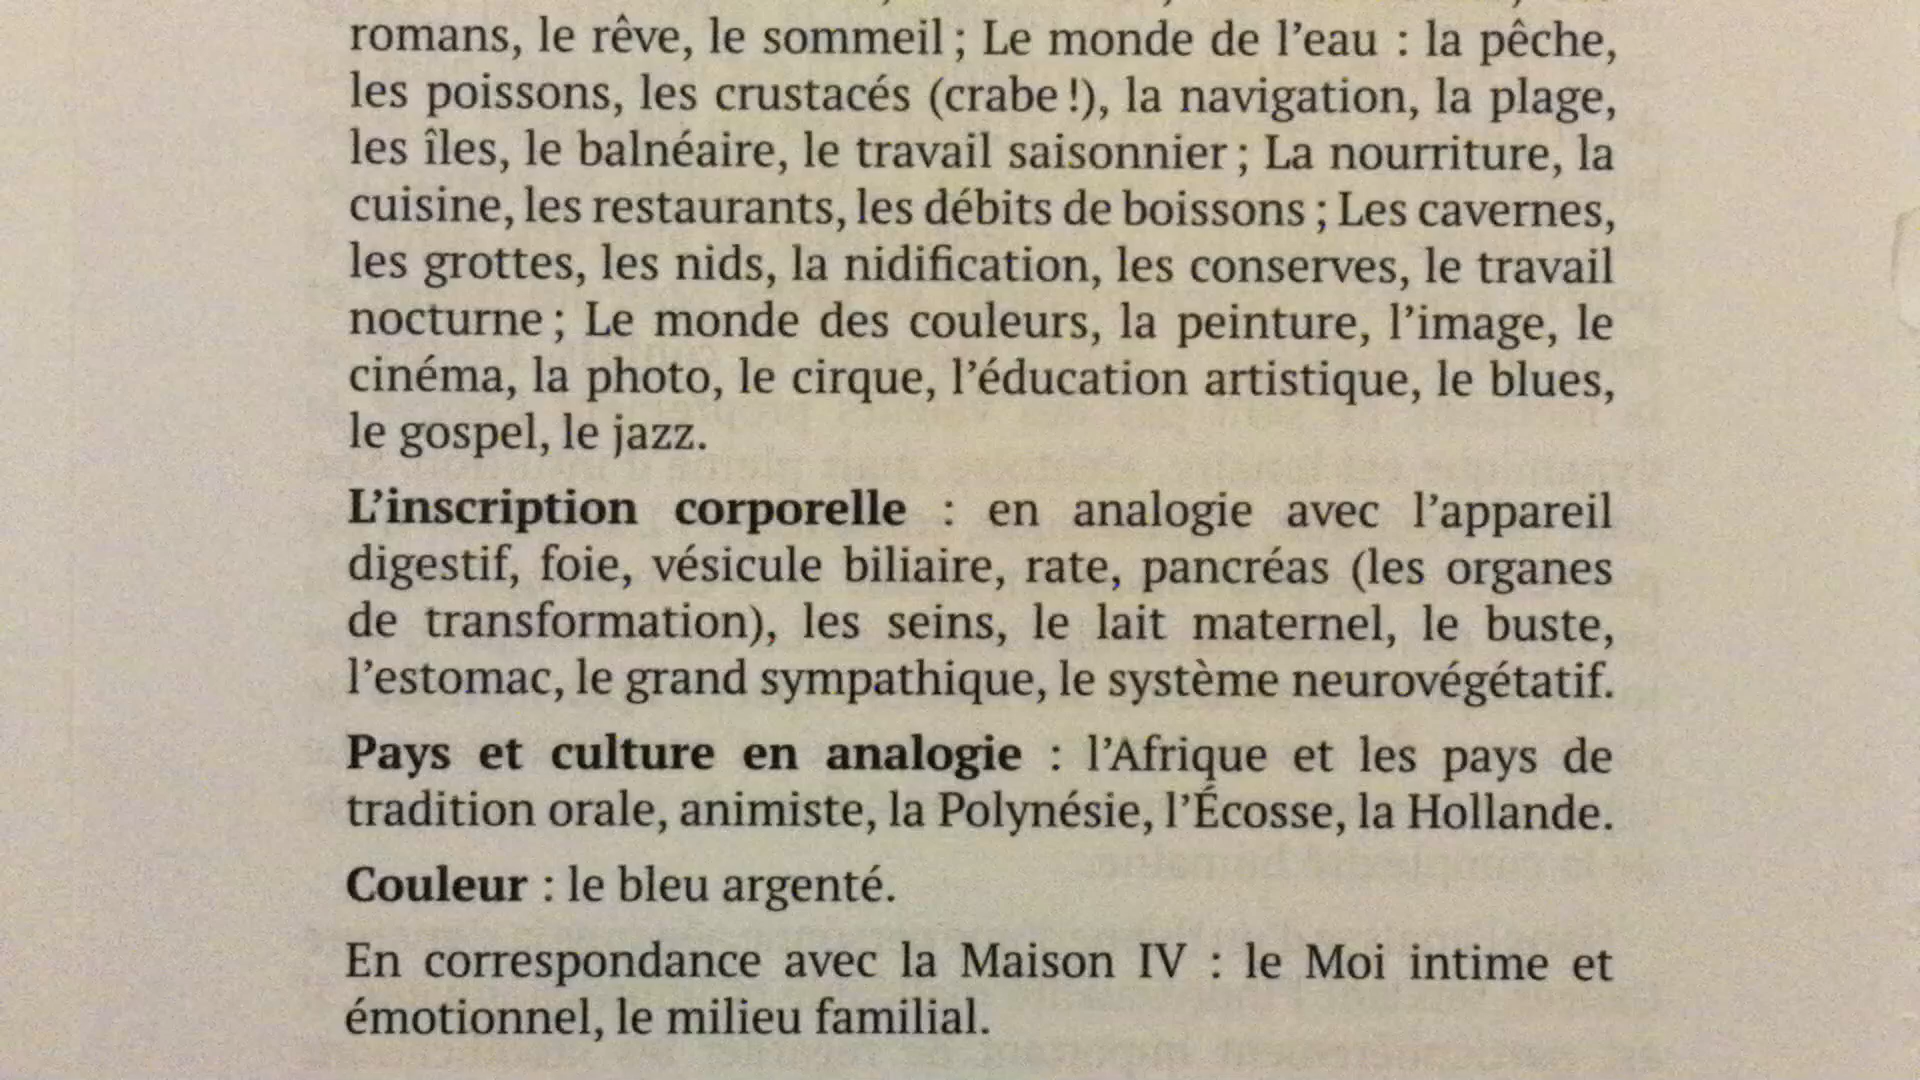 romans, le rêve, le sommeil ; Le monde de l’eau : la pêche,
les poissons, les crustacés (crabe !), la navigation, la plage,
les îles, le balnéaire, le travail saisonnier ; La nourriture, la
cuisine, les restaurants, les débits de boissons ; Les cavernes,
les grottes, les nids, la nidification, les conserves, le travail
nocturne ; Le monde des couleurs, la peinture, l’image, le
cinéma, la photo, le cirque, l’éducation artistique, le blues,
le gospel, le jazz.
L’inscription corporelle : en analogie avec l’appareil
digestif, foie, vésicule biliaire, rate, pancréas (les organes
de transformation), les seins, le lait maternel, le buste,
l’estomac, le grand sympathique, le système neurovégétatif.
Pays et culture en analogie : l’Afrique et les pays de
tradition orale, animiste, la Polynésie, l’Écosse, la Hollande.
Couleur : le bleu argenté.
En correspondance avec la Maison IV : le Moi intime et
émotionnel, le milieu familial.